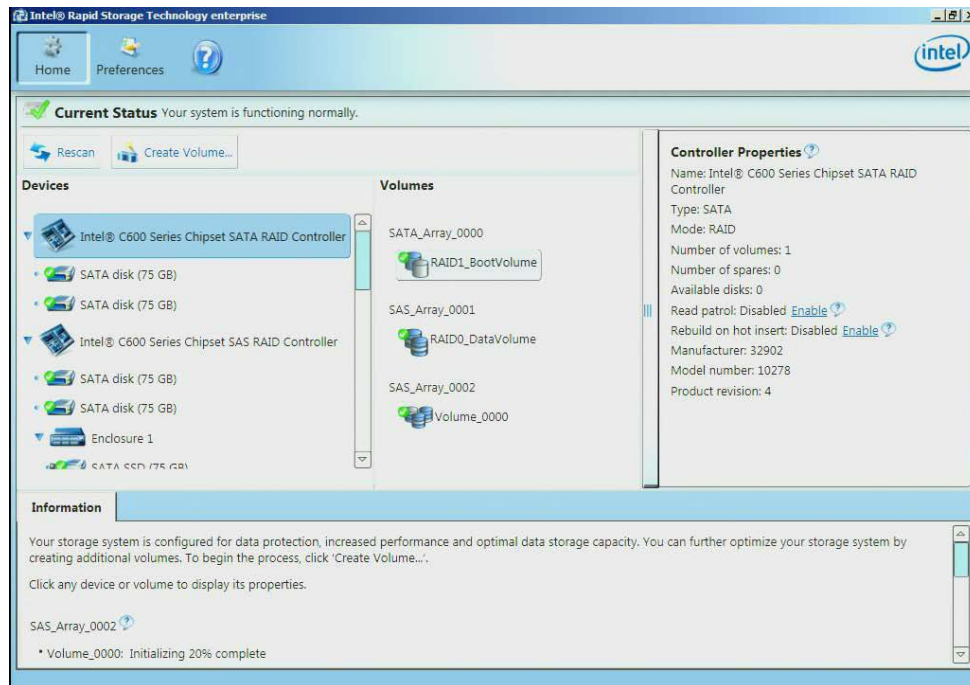 Intel® Rapid Storage Technology enterprise
Home
Preferences
intel
Current Status Your system is functioning normally.
Rescan
Create Volume...
Devices
Intel® C600 Series Chipset SATA RAID Controller
SATA disk (75 GB)
SATA disk (75 GB)
Intel® C600 Series Chipset SAS RAID Controller
SATA disk (75 GB)
SATA disk (75 GB)
Enclosure 1
SATA SSD (75 GB)
Volumes
SATA_Array_0000
RAID1_BootVolume
SAS_Array_0001
RAID0_DataVolume
SAS_Array_0002
Volume_0000
Controller Properties
Name: Intel® C600 Series Chipset SATA RAID
Controller
Type: SATA
Mode: RAID
Number of volumes: 1
Number of spares: 0
Available disks: 0
Read patrol: Disabled Enable
Rebuild on hot insert: Disabled Enable
Manufacturer: 32902
Model number: 10278
Product revision: 4
Information
Your storage system is configured for data protection, increased performance and optimal data storage capacity. You can further optimize your storage system by
creating additional volumes. To begin the process, click 'Create Volume...'.
Click any device or volume to display its properties.
SAS_Array_0002
• Volume_0000: Initializing 20% complete